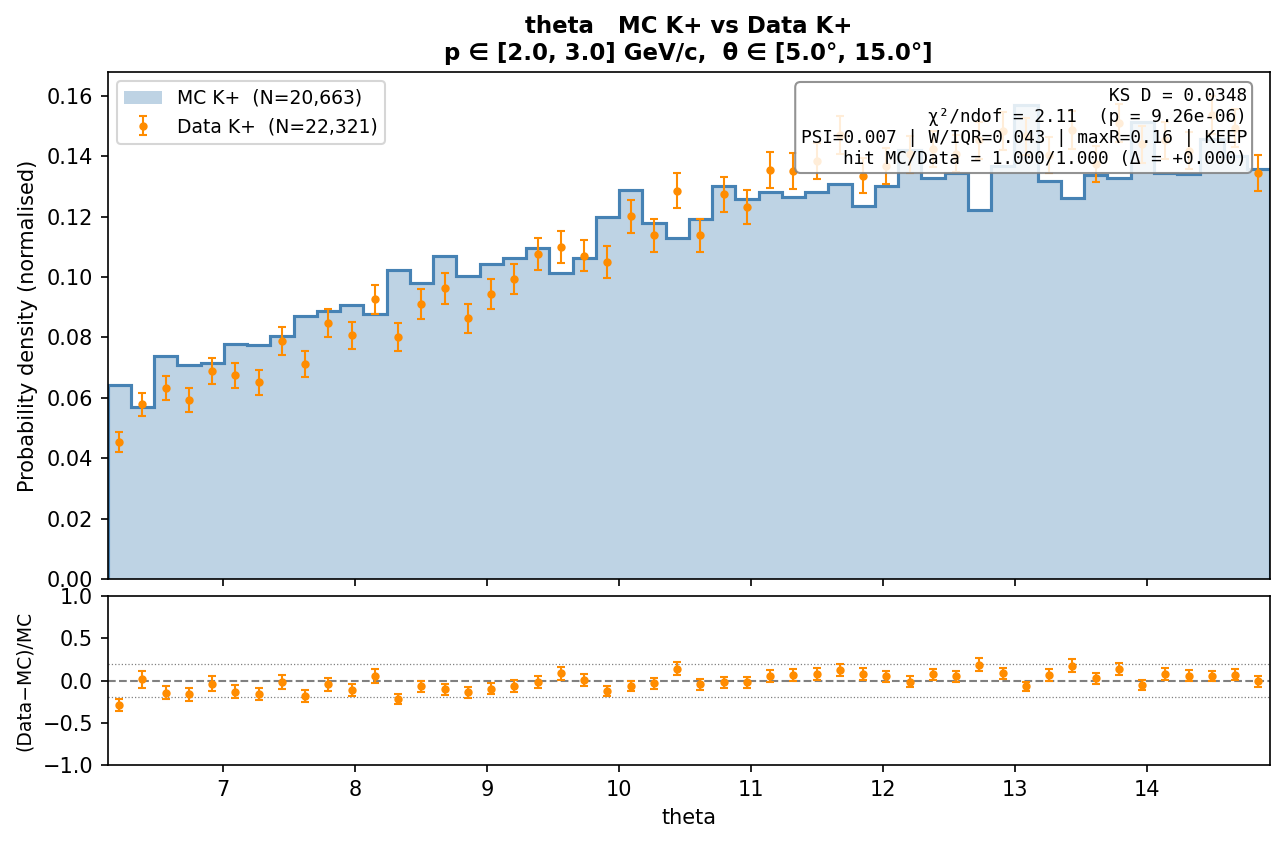 theta   MC K+ vs Data K+
p ∈ [2.0, 3.0] GeV/c,  θ ∈ [5.0°, 15.0°]
MC K+  (N=20,663)
Data K+  (N=22,321)
KS D = 0.0348
χ²/ndof = 2.11  (p = 9.26e-06)
PSI=0.007 | W/IQR=0.043 | maxR=0.16 | KEEP
hit MC/Data = 1.000/1.000 (Δ = +0.000)
Probability density (normalised)
0.16
0.14
0.12
0.10
0.08
0.06
0.04
0.02
0.00
(Data−MC)/MC
1.0
0.5
0.0
−0.5
−1.0
7 8 9 10 11 12 13 14
theta